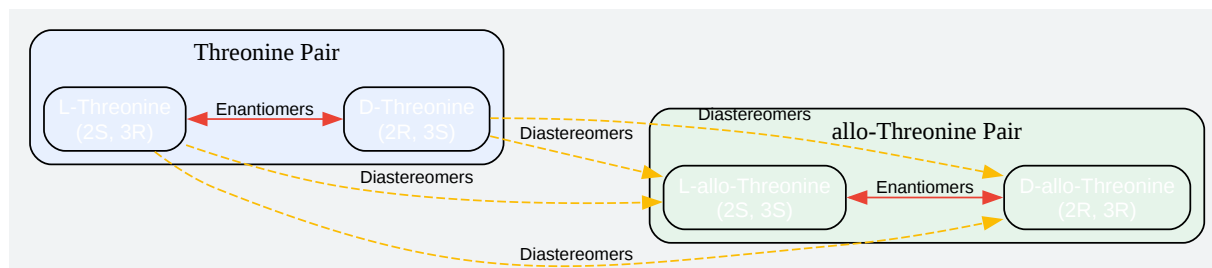 Threonine Pair
L-Threonine
(2S, 3R)
Enantiomers
D-Threonine
(2R, 3S)
Diastereomers
Diastereomers
Diastereomers
allo-Threonine Pair
L-allo-Threonine
(2S, 3S)
Enantiomers
D-allo-Threonine
(2R, 3R)
Diastereomers